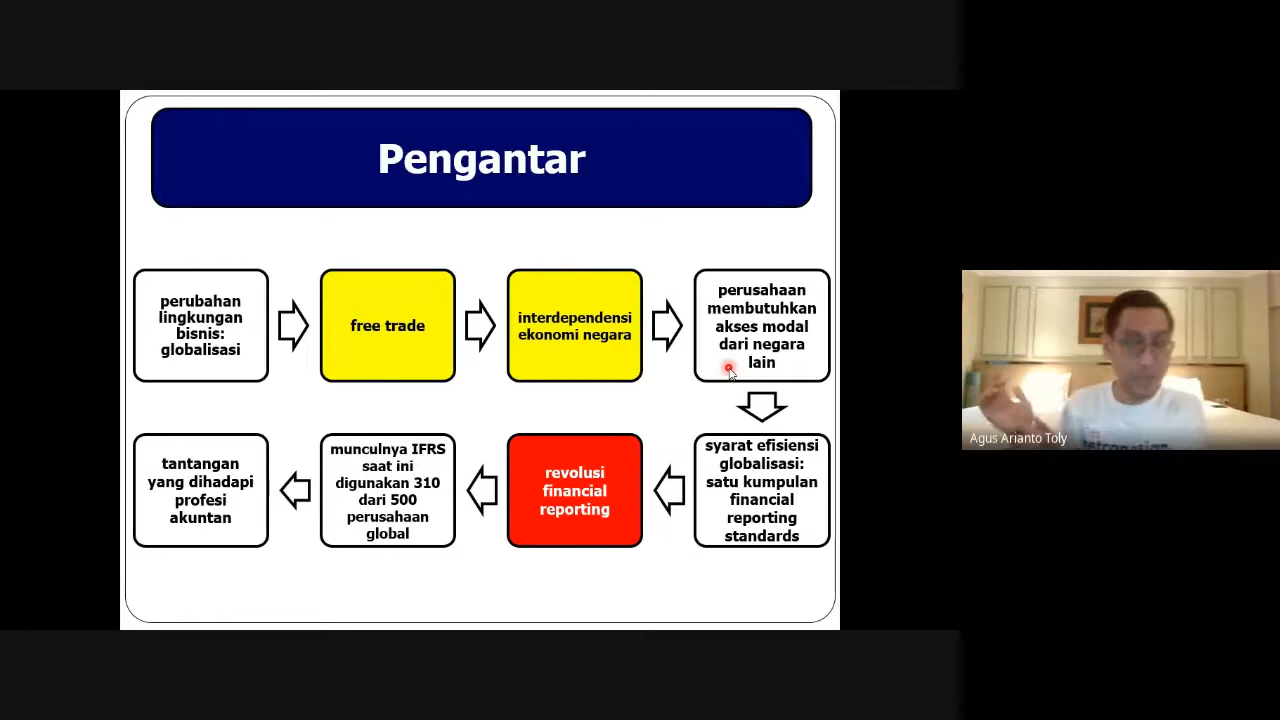 Pengantar
perubahan
lingkungan
bisnis:
globalisasi
free trade
interdependensi
ekonomi negara
perusahaan
membutuhkan
akses modal
dari negara
lain
syarat efisiensi
globalisasi:
satu kumpulan
financial
reporting
standards
revolusi
financial
reporting
munculnya IFRS
saat ini
digunakan 310
dari 500
perusahaan
global
tantangan
yang dihadapi
profesi
akuntan
Agus Arianto Toly